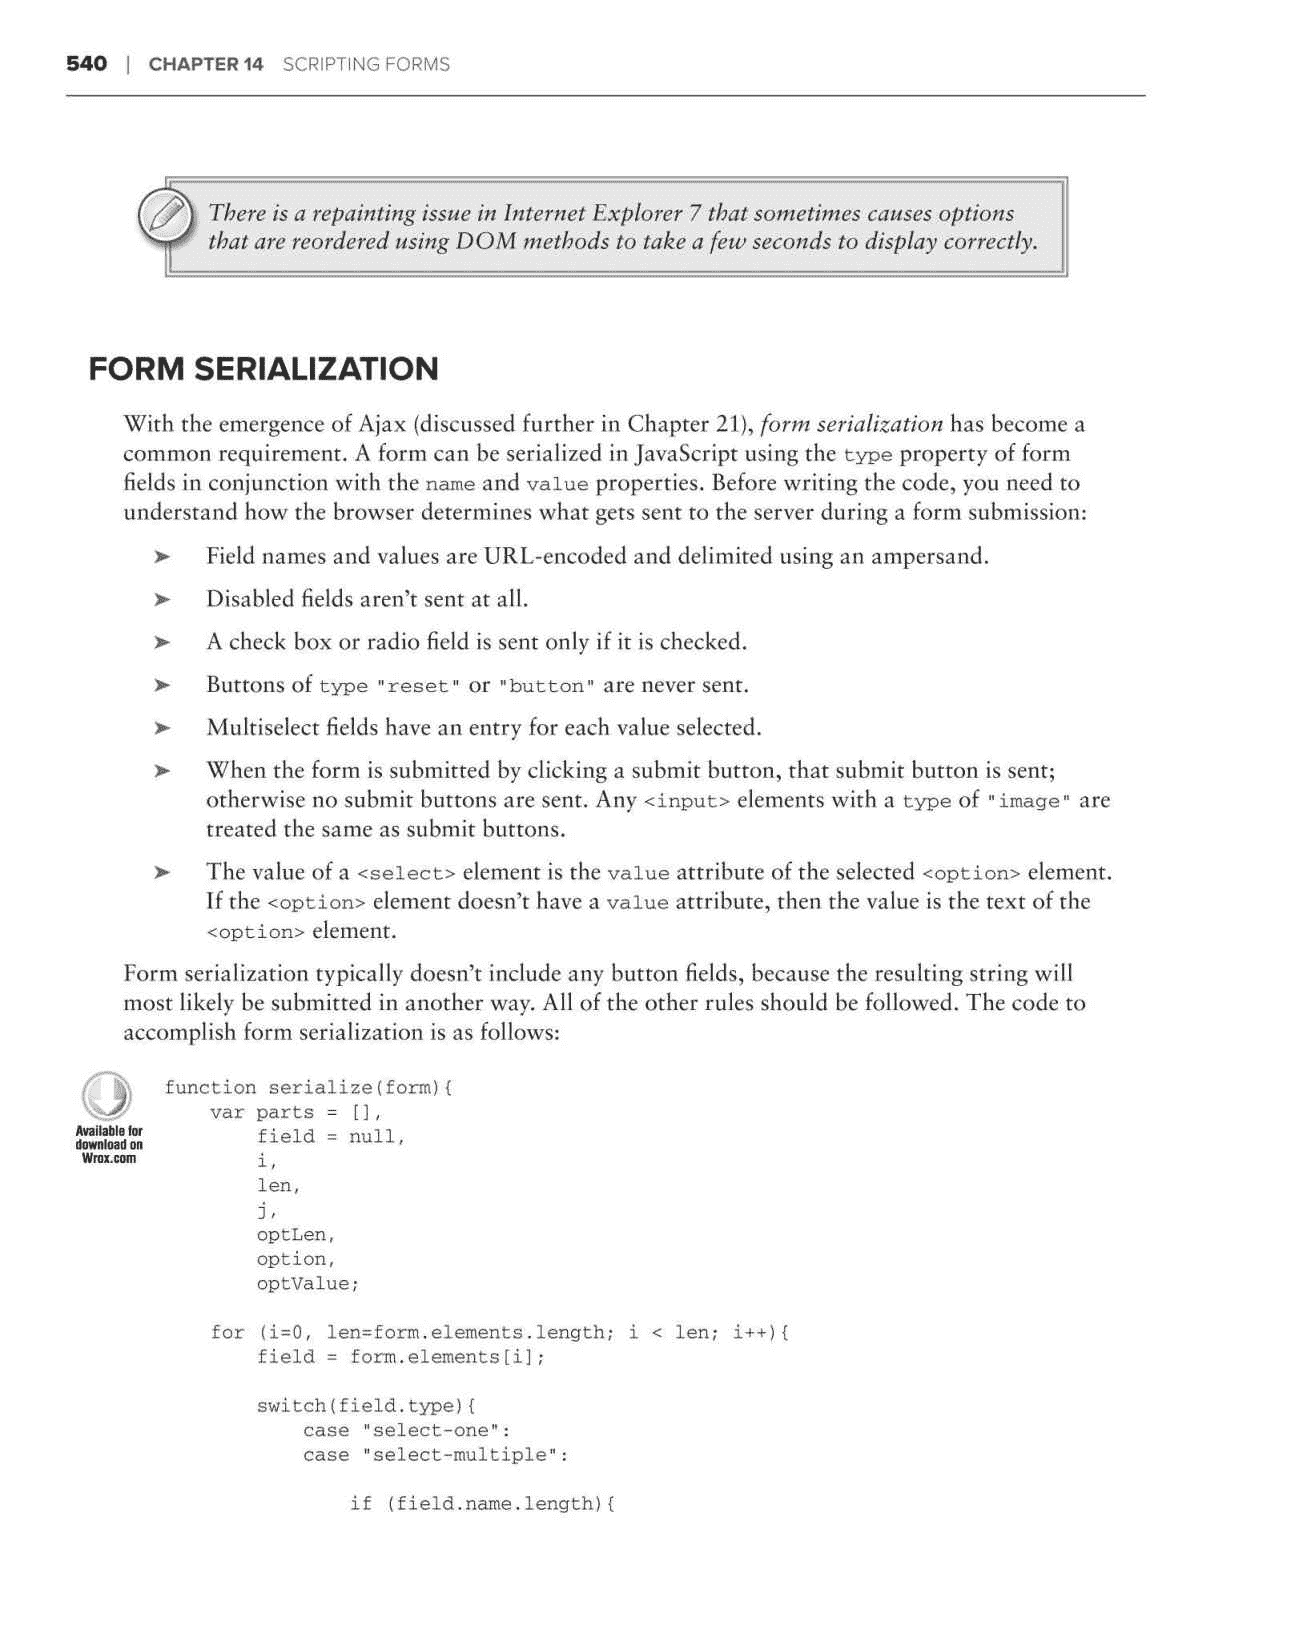 540 | CHAPTER 14 SCRIPTING FORMS
There is a repainting issue in Internet Explorer 7 that sometimes causes options
that are reordered using DOM methods to take a few seconds to display correctly.
FORM SERIALIZATION
With the emergence of Ajax (discussed further in Chapter 21), form serialization has become a
common requirement. A form can be serialized in JavaScript using the type property of form
fields in conjunction with the name and value properties. Before writing the code, you need to
understand how the browser determines what gets sent to the server during a form submission:
➤ Field names and values are URL-encoded and delimited using an ampersand.
➤ Disabled fields aren't sent at all.
➤ A check box or radio field is sent only if it is checked.
➤ Buttons of type "reset" or "button" are never sent.
➤ Multiselect fields have an entry for each value selected.
➤ When the form is submitted by clicking a submit button, that submit button is sent;
otherwise no submit buttons are sent. Any <input> elements with a type of "image" are
treated the same as submit buttons.
➤ The value of a <select> element is the value attribute of the selected <option> element.
If the <option> element doesn't have a value attribute, then the value is the text of the
<option> element.
Form serialization typically doesn't include any button fields, because the resulting string will
most likely be submitted in another way. All of the other rules should be followed. The code to
accomplish form serialization is as follows:
Available for
download on
Wrox.com
function serialize(form){
    var parts = [],
        field = null,
        i,
        len,
        j,
        optLen,
        option,
        optValue;
    for (i=0, len=form.elements.length; i < len; i++){
        field = form.elements[i];
        switch(field.type){
            case "select-one":
            case "select-multiple":
                if (field.name.length){